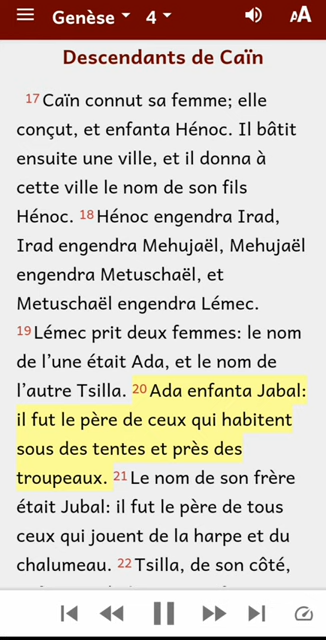 Genèse 4 AA
Descendants de Caïn
17 Caïn connut sa femme; elle
conçut, et enfanta Hénoc. Il bâtit
ensuite une ville, et il donna à
cette ville le nom de son fils
Hénoc. 18 Hénoc engendra Irad,
Irad engendra Mehujaël, Mehujaël
engendra Metuschaël, et
Metuschaël engendra Lémec.
19 Lémec prit deux femmes: le nom
de l'une était Ada, et le nom de
l'autre Tsilla. 20 Ada enfanta Jabal:
il fut le père de ceux qui habitent
sous des tentes et près des
troupeaux. 21 Le nom de son frère
était Jubal: il fut le père de tous
ceux qui jouent de la harpe et du
chalumeau. 22 Tsilla, de son côté,